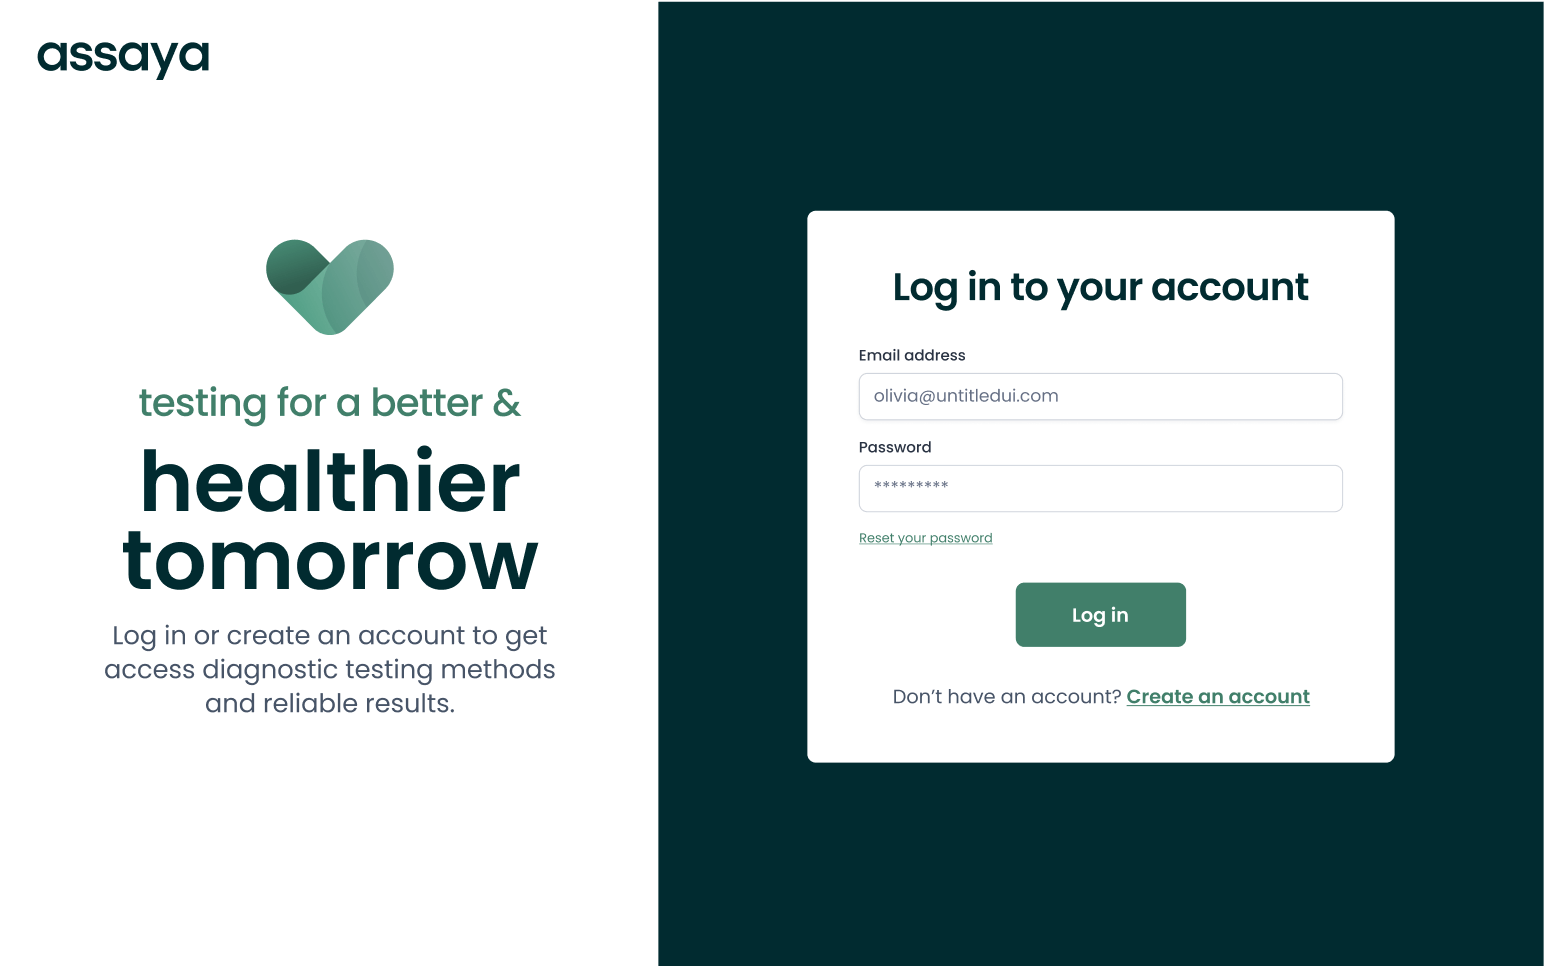 assaya
testing for a better &
healthier
tomorrow
Log in or create an account to get
access diagnostic testing methods
and reliable results.
Log in to your account
Email address
olivia@untitledui.com
Password
*********
Reset your password
Log in
Don’t have an account? Create an account